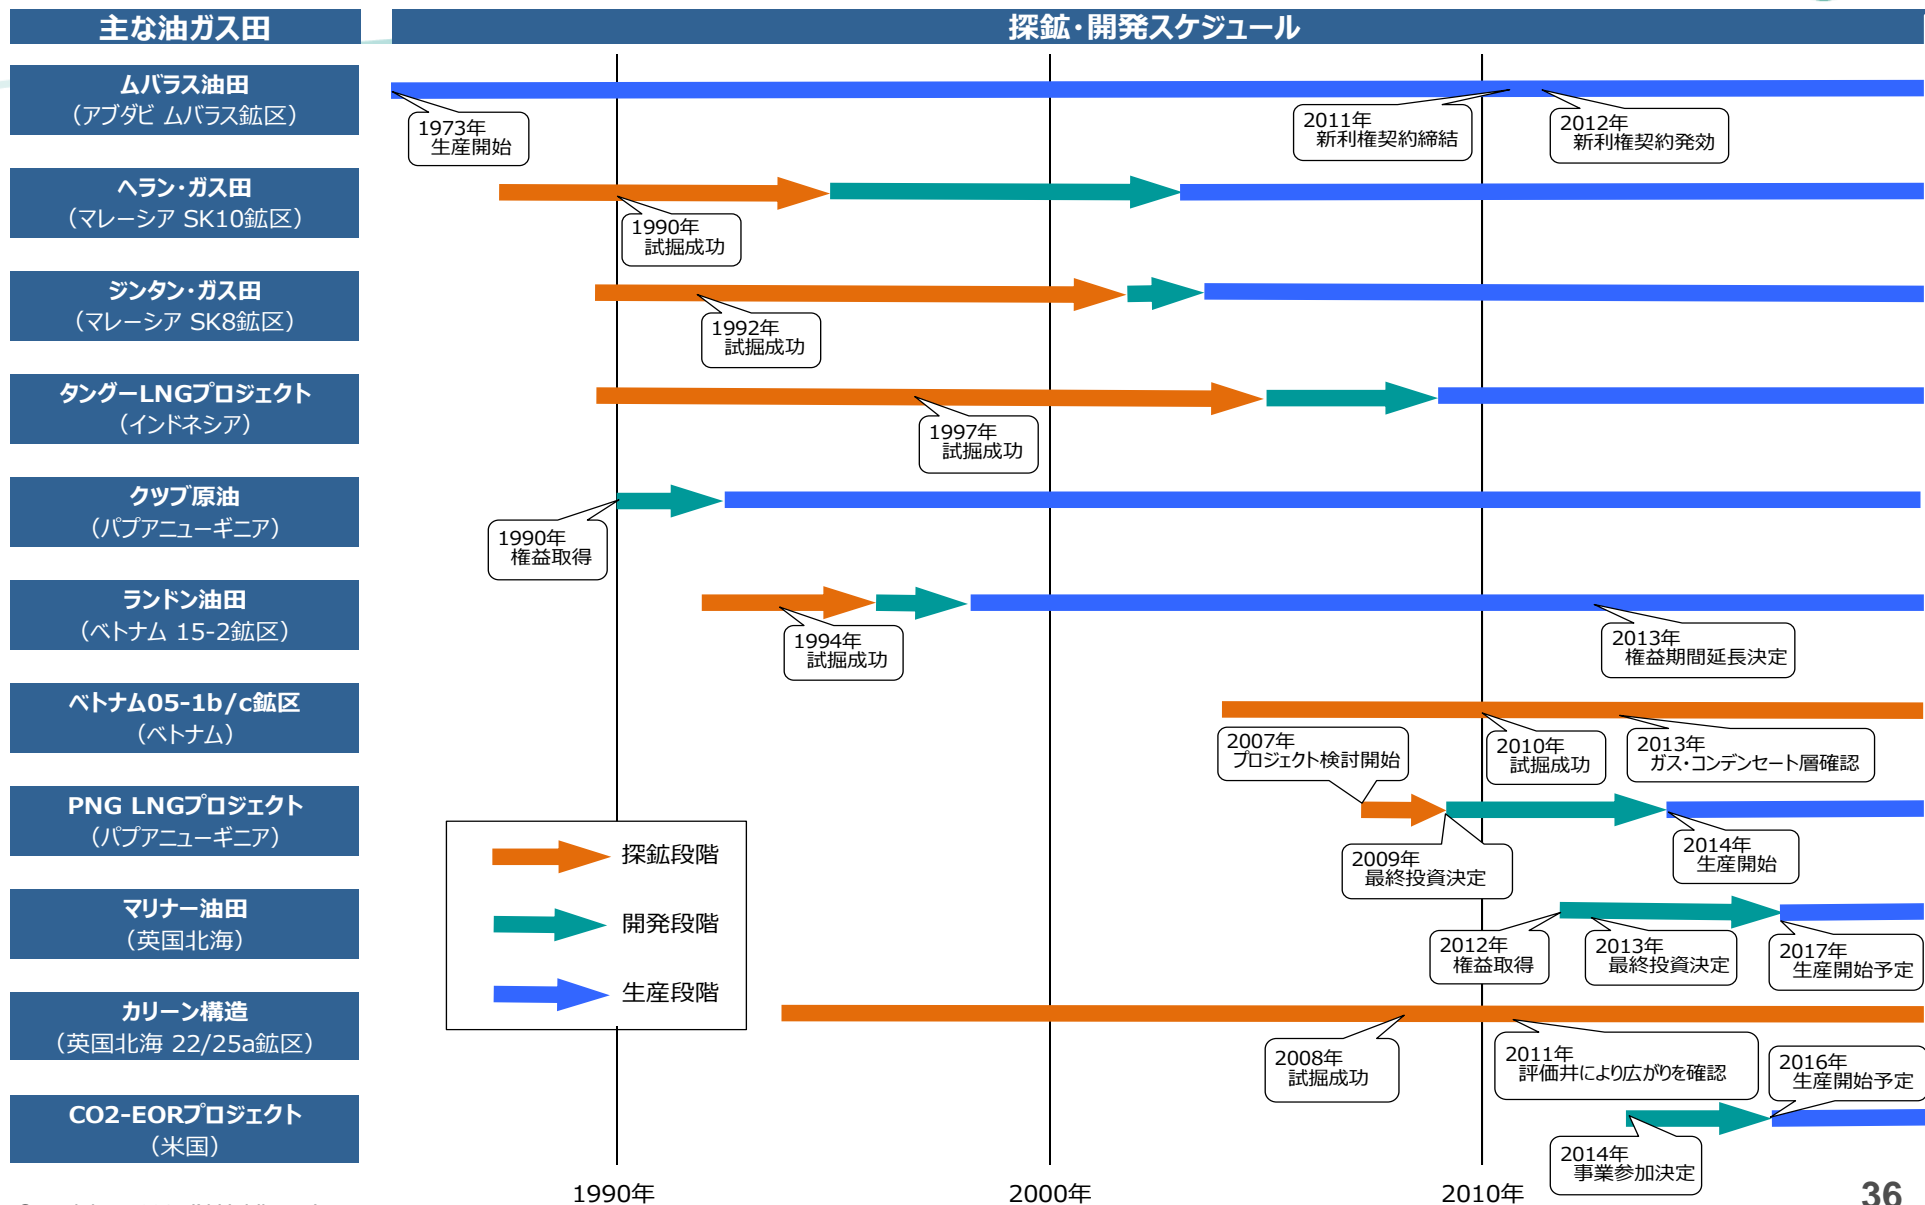 主な油ガス田
探鉱・開発スケジュール
ムバラス油田
（アブダビ ムバラス鉱区）
1973年
生産開始
2011年
新利権契約締結
2012年
新利権契約発効
ヘラン・ガス田
（マレーシア SK10鉱区）
1990年
試掘成功
ジンタン・ガス田
（マレーシア SK8鉱区）
1992年
試掘成功
タングーLNGプロジェクト
（インドネシア）
1997年
試掘成功
クツブ原油
（パプアニューギニア）
1990年
権益取得
ランドン油田
（ベトナム 15-2鉱区）
1994年
試掘成功
2013年
権益期間延長決定
ベトナム05-1b/c鉱区
（ベトナム）
2010年
試掘成功
2013年
ガス・コンデンセート層確認
PNG LNGプロジェクト
（パプアニューギニア）
2007年
プロジェクト検討開始
2009年
最終投資決定
2014年
生産開始
マリナー油田
（英国北海）
2012年
権益取得
2013年
最終投資決定
2017年
生産開始予定
カリーン構造
（英国北海 22/25a鉱区）
2008年
試掘成功
2011年
評価井により広がりを確認
CO2-EORプロジェクト
（米国）
2014年
事業参加決定
2016年
生産開始予定
探鉱段階
開発段階
生産段階
1990年
2000年
2010年
36